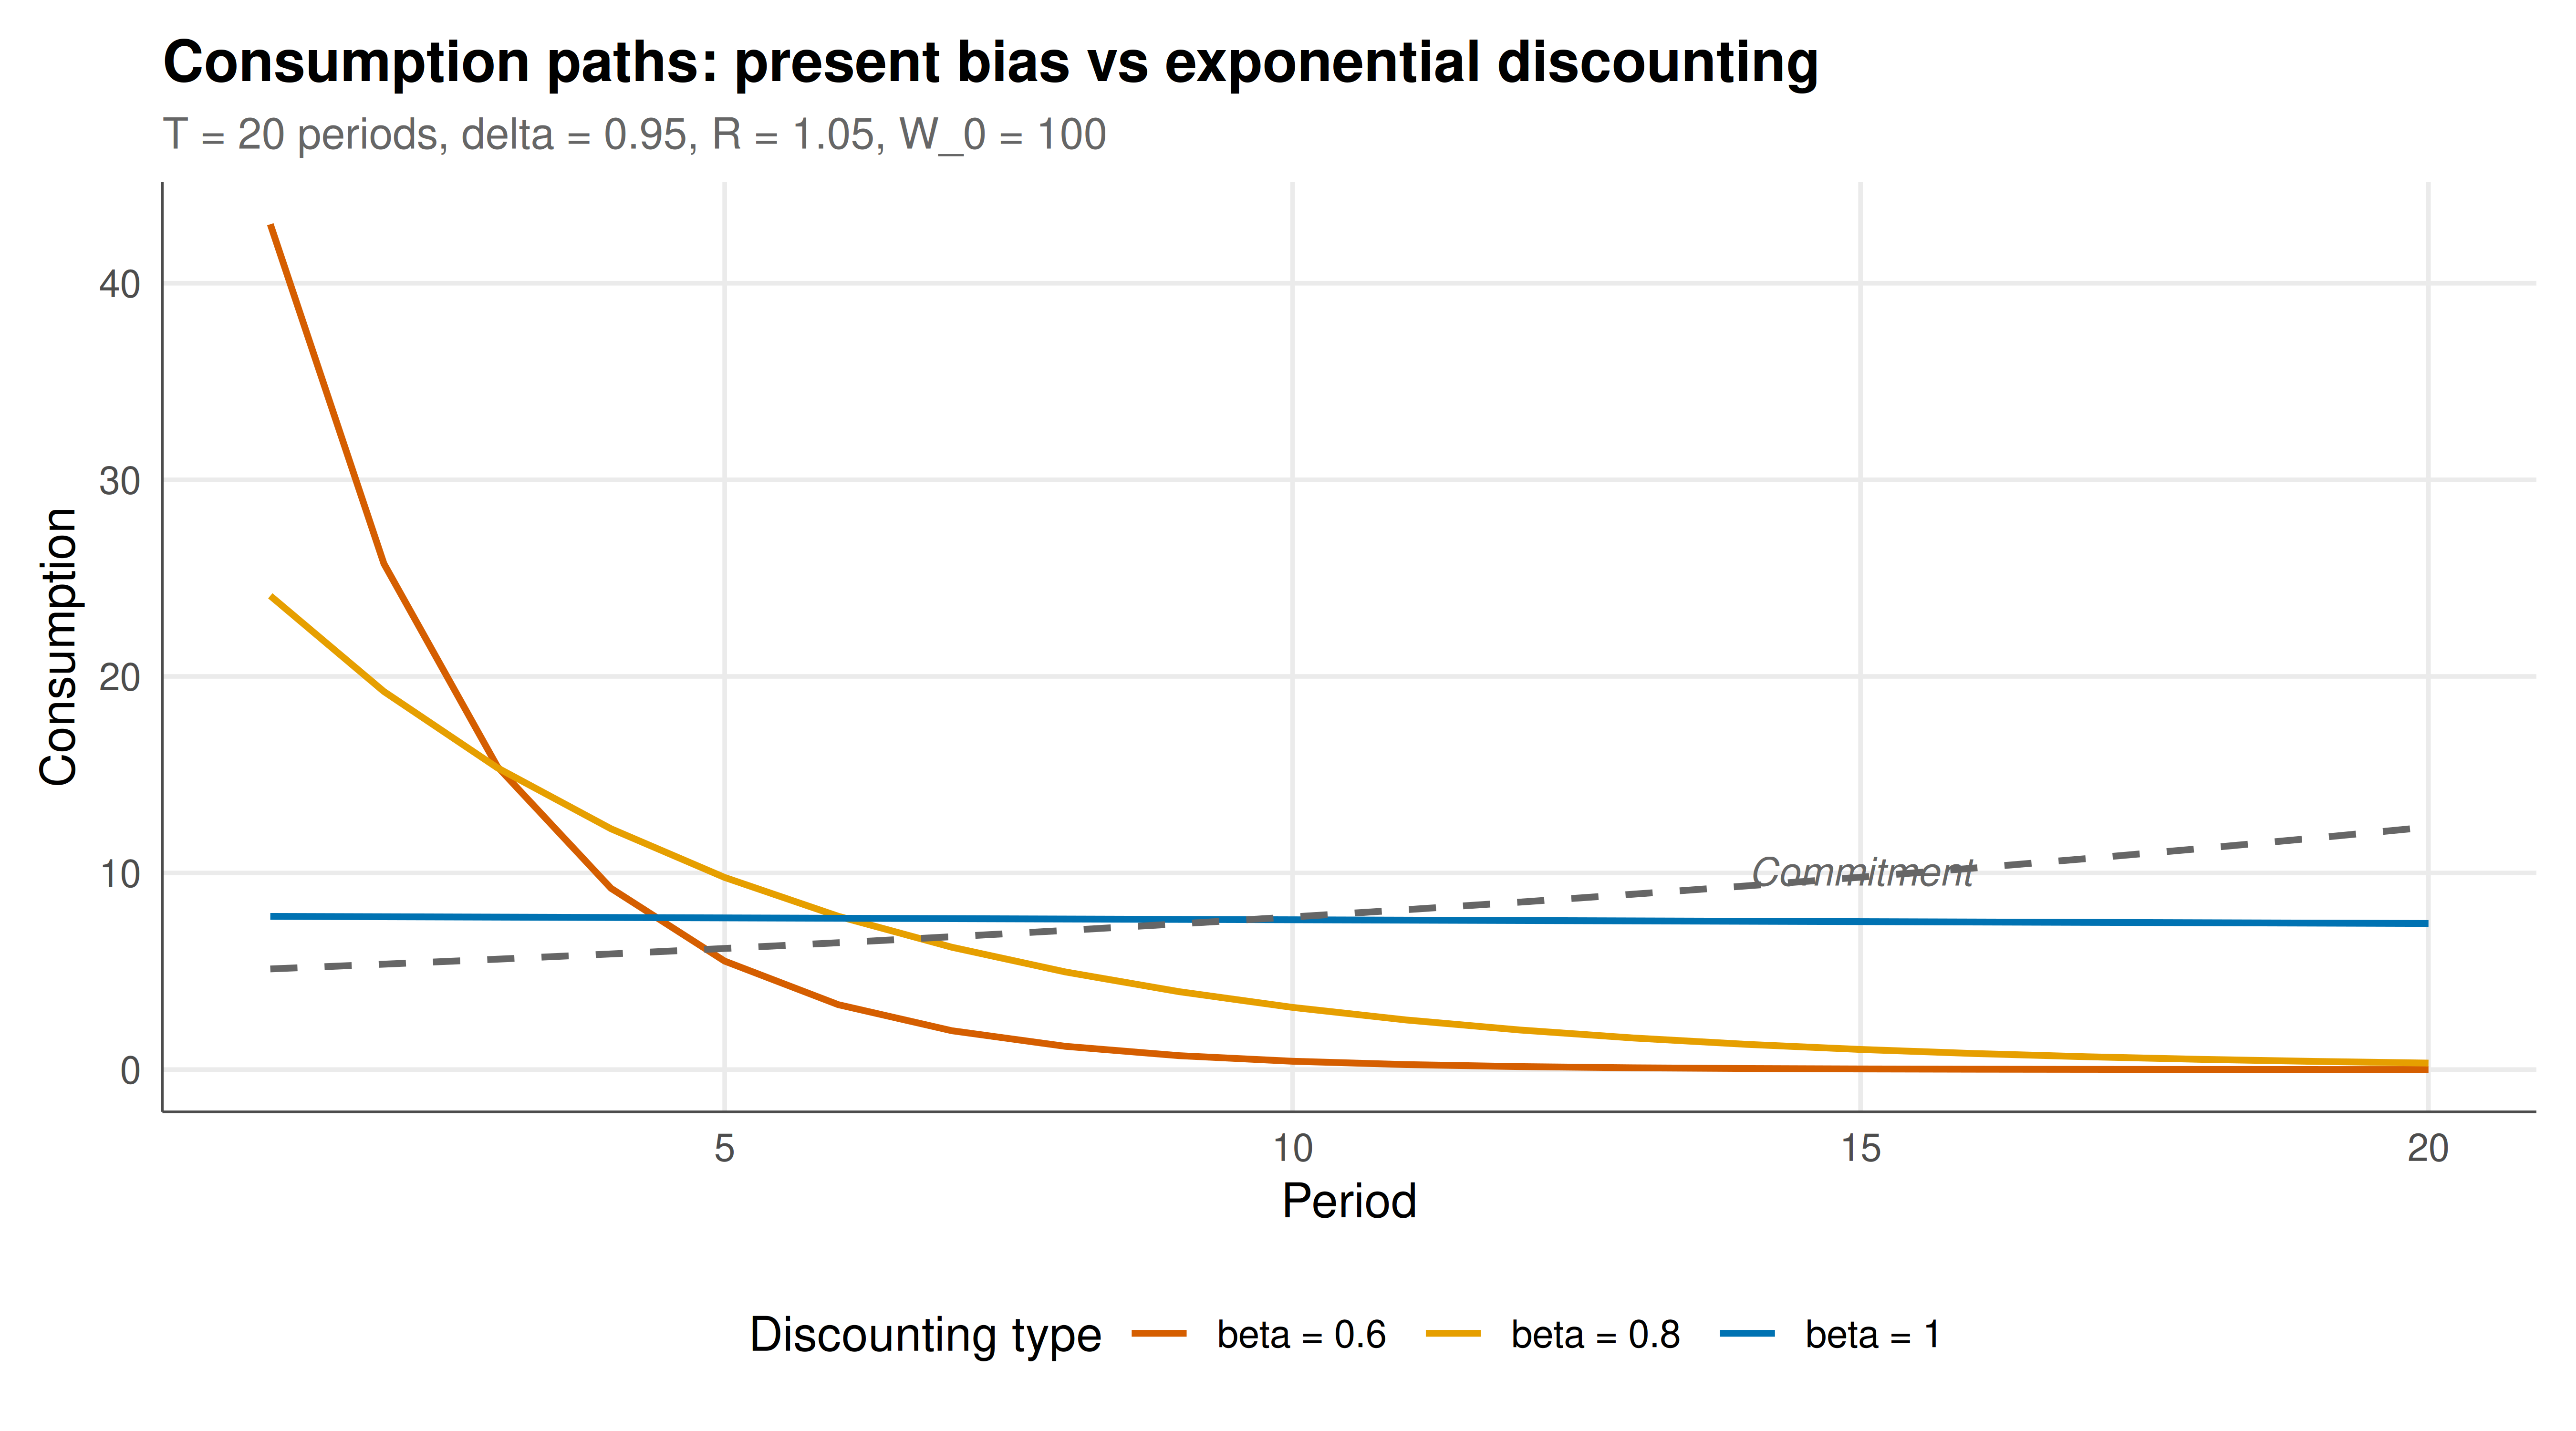 Consumption paths: present bias vs exponential discounting
T = 20 periods, delta = 0.95, R = 1.05, W_0 = 100
Consumption
40
30
20
10
0
Commitment
5 10 15 20
Period
Discounting type beta = 0.6 beta = 0.8 beta = 1